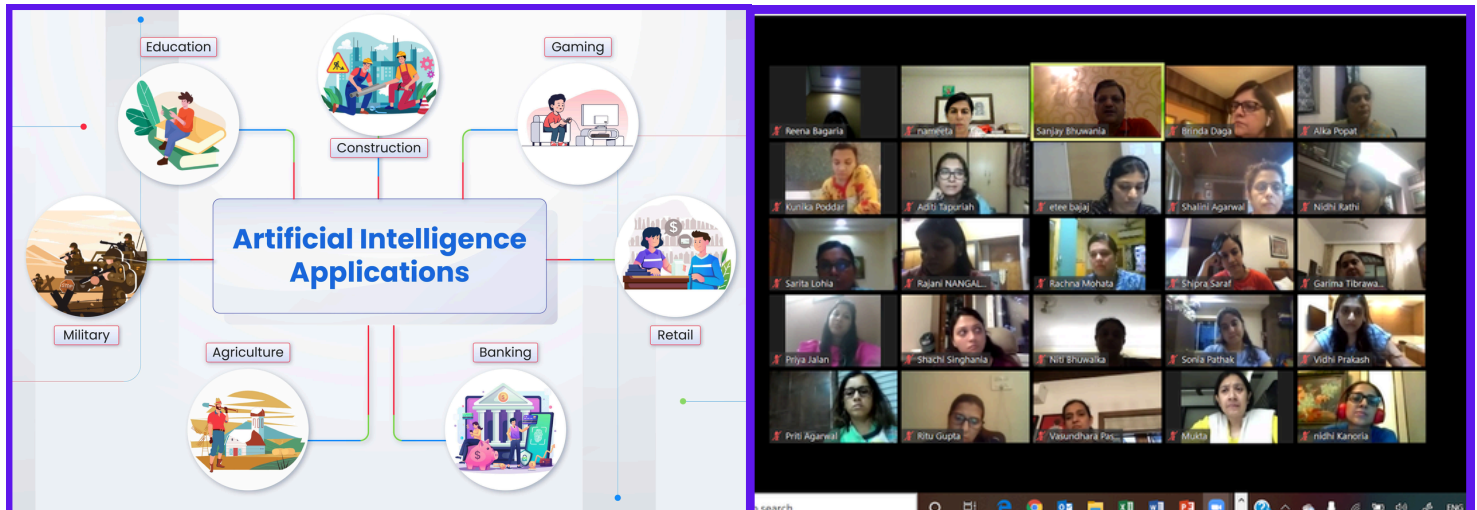 Education
Gaming
Construction
Artificial Intelligence
Applications
Military
Retail
Agriculture
Banking
Reena Bagaria
nameeta
Sanjay Bhuwania
Brinda Daga
Alka Popat
Kunika Poddar
Aditi Tapuriah
etee bajaj
Shalini Agarwal
Nidhi Rathi
Sarita Lohia
Rajani NANGAL...
Rachna Mohata
Shipra Saraf
Garima Tibrawa...
Priya Jalan
Shachi Singhania
Niti Bhuwalka
Sonia Pathak
Vidhi Prakash
Priti Agarwal
Ritu Gupta
Vasundhara Pas...
Mukta
nidhi Kanoria
search
ENG